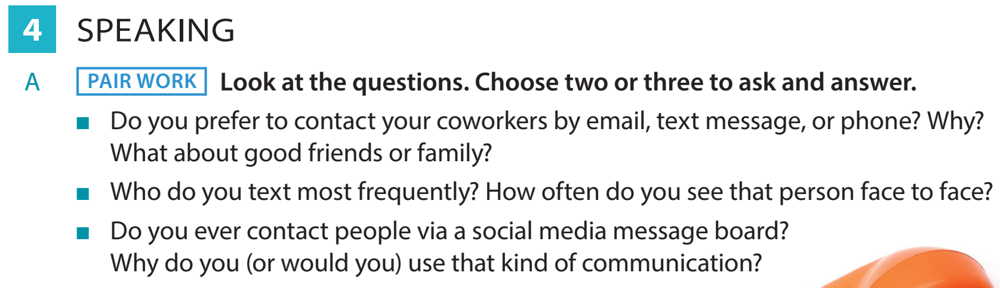 4 SPEAKING
A PAIR WORK Look at the questions. Choose two or three to ask and answer.
■ Do you prefer to contact your coworkers by email, text message, or phone? Why?
What about good friends or family?
■ Who do you text most frequently? How often do you see that person face to face?
■ Do you ever contact people via a social media message board?
Why do you (or would you) use that kind of communication?